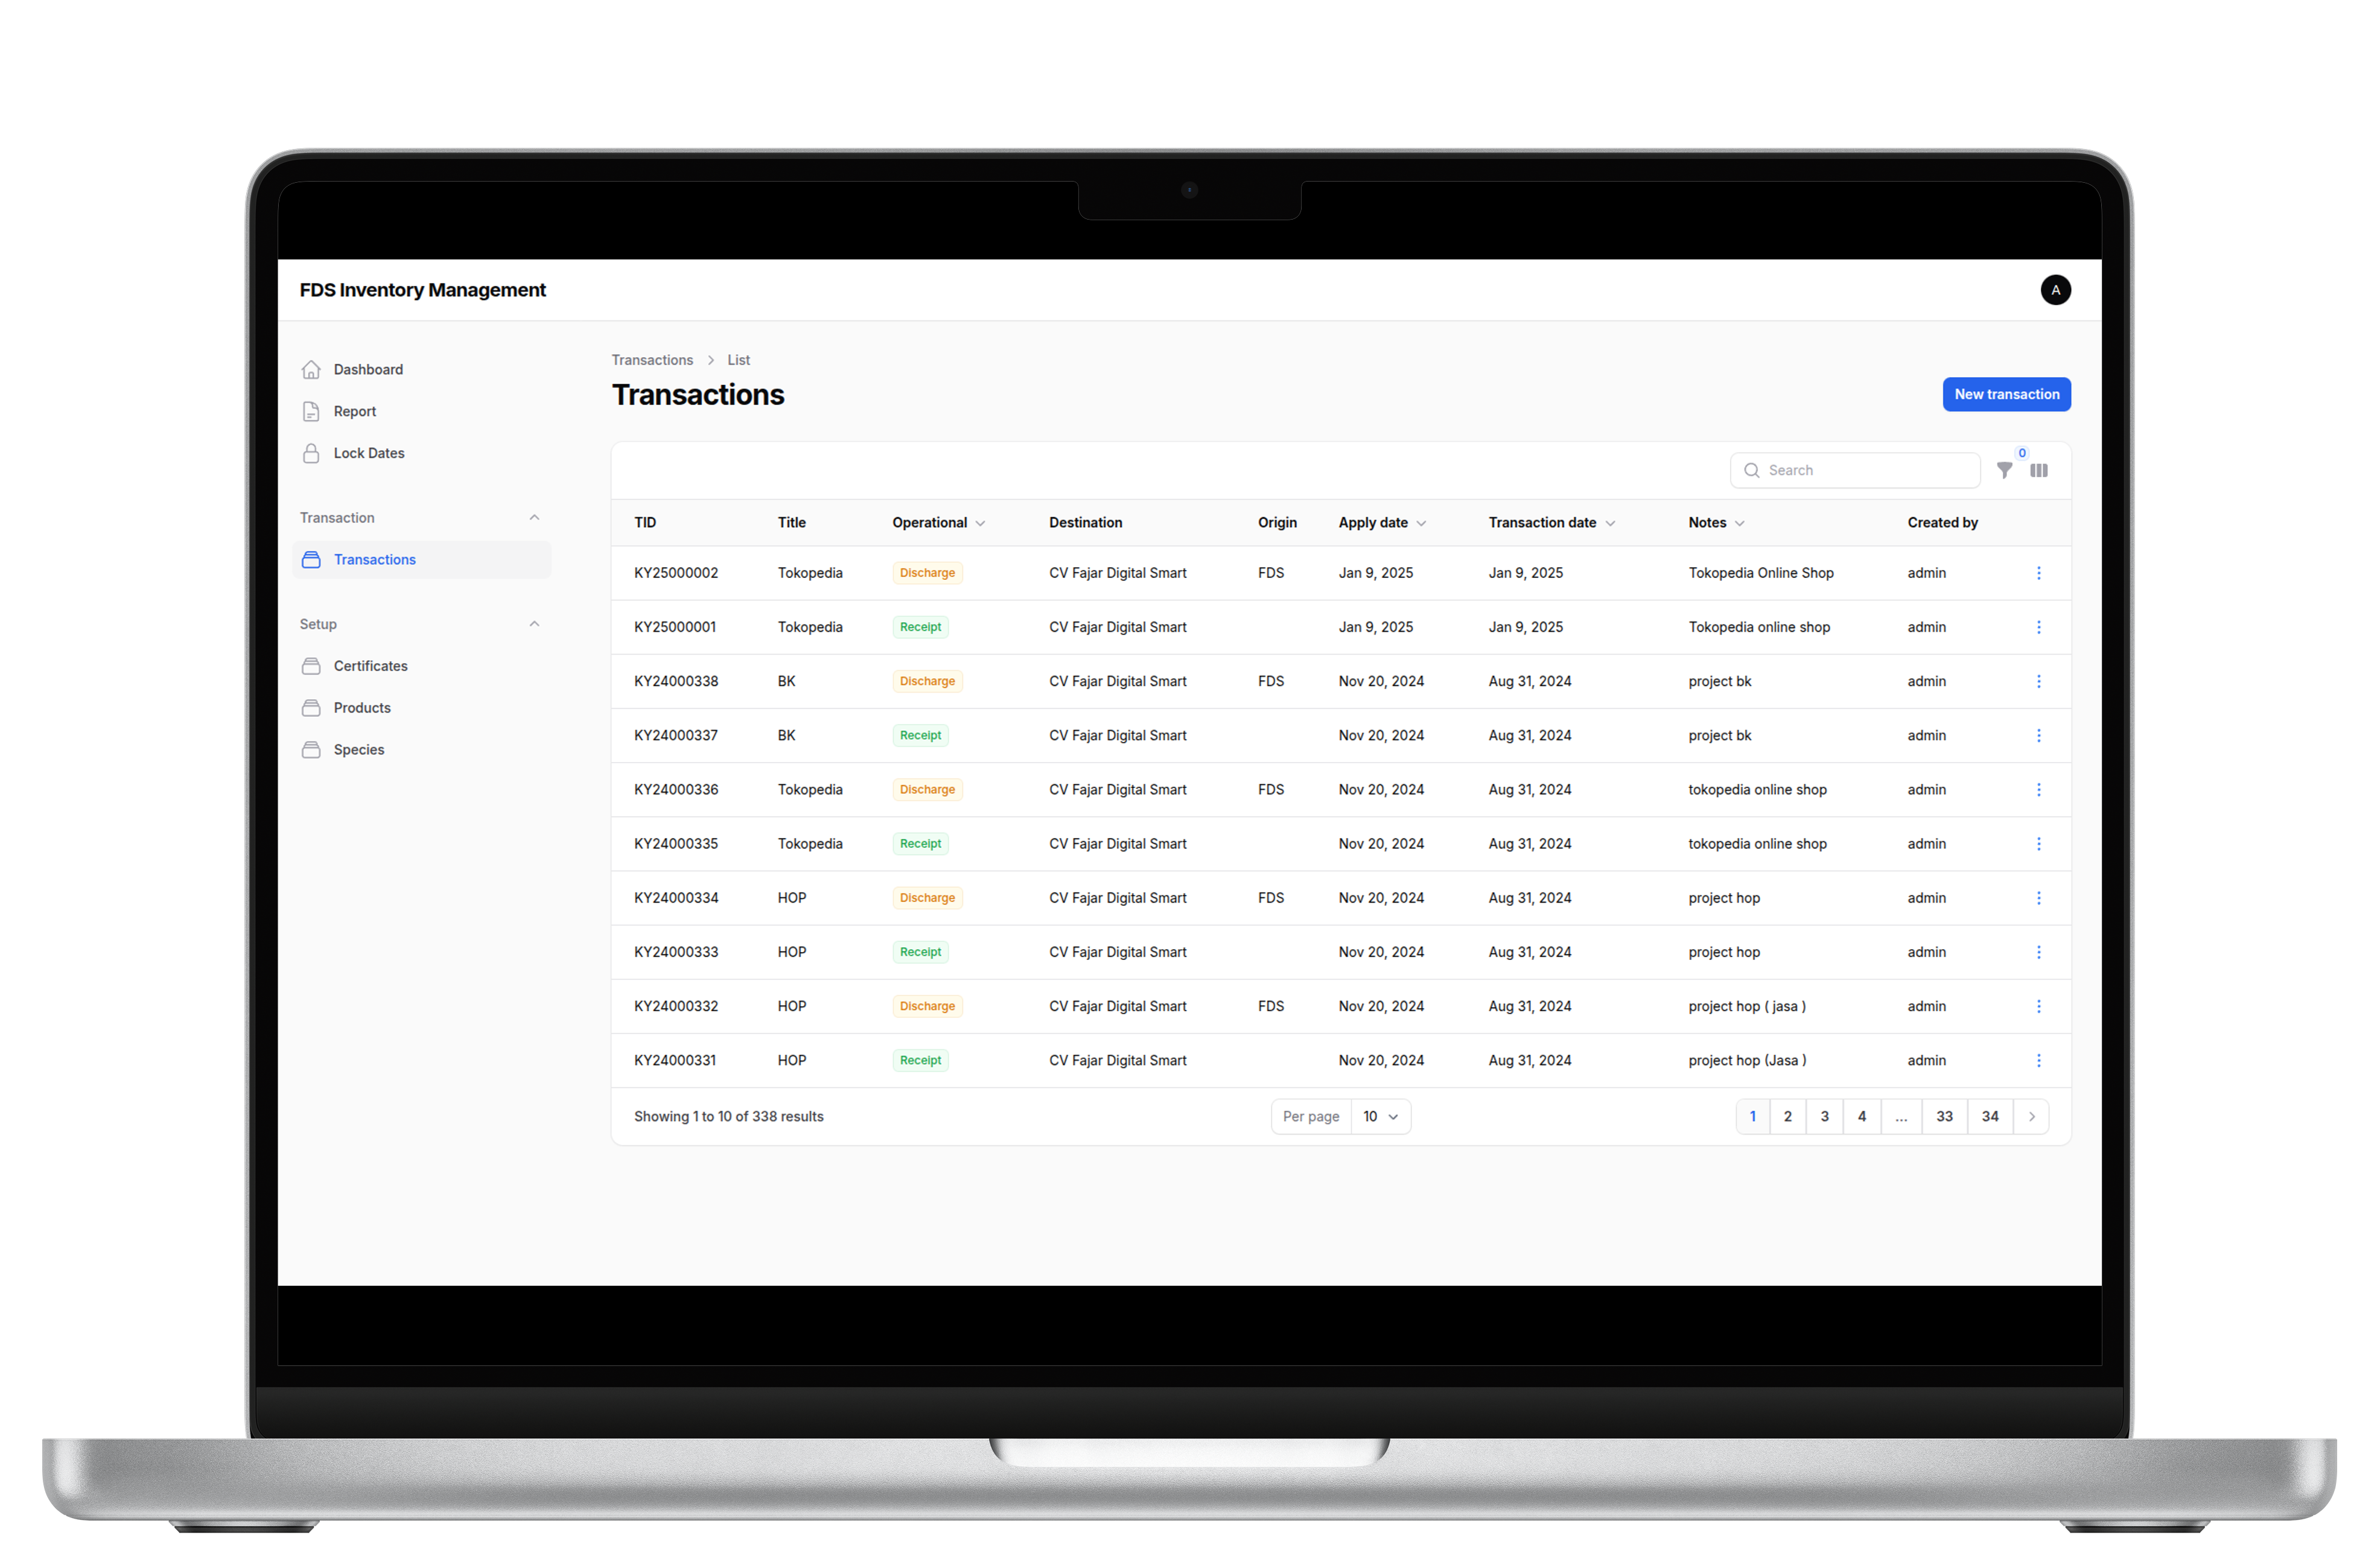 FDS Inventory Management
A
Dashboard
Report
Lock Dates
Transaction
Transactions
Setup
Certificates
Products
Species
Transactions > List
Transactions
New transaction
Search
0
TID Title Operational Destination Origin Apply date Transaction date Notes Created by
KY25000002 Tokopedia Discharge CV Fajar Digital Smart FDS Jan 9, 2025 Jan 9, 2025 Tokopedia Online Shop admin
KY25000001 Tokopedia Receipt CV Fajar Digital Smart Jan 9, 2025 Jan 9, 2025 Tokopedia online shop admin
KY24000338 BK Discharge CV Fajar Digital Smart FDS Nov 20, 2024 Aug 31, 2024 project bk admin
KY24000337 BK Receipt CV Fajar Digital Smart Nov 20, 2024 Aug 31, 2024 project bk admin
KY24000336 Tokopedia Discharge CV Fajar Digital Smart FDS Nov 20, 2024 Aug 31, 2024 tokopedia online shop admin
KY24000335 Tokopedia Receipt CV Fajar Digital Smart Nov 20, 2024 Aug 31, 2024 tokopedia online shop admin
KY24000334 HOP Discharge CV Fajar Digital Smart FDS Nov 20, 2024 Aug 31, 2024 project hop admin
KY24000333 HOP Receipt CV Fajar Digital Smart Nov 20, 2024 Aug 31, 2024 project hop admin
KY24000332 HOP Discharge CV Fajar Digital Smart FDS Nov 20, 2024 Aug 31, 2024 project hop ( jasa ) admin
KY24000331 HOP Receipt CV Fajar Digital Smart Nov 20, 2024 Aug 31, 2024 project hop (Jasa ) admin
Showing 1 to 10 of 338 results Per page 10 1 2 3 4 ... 33 34